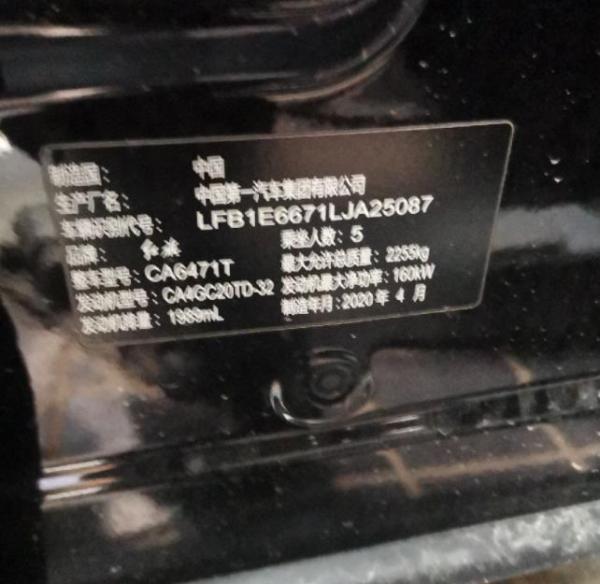 制造国：中国
生产厂名：中国第一汽车集团有限公司
车辆识别代号：LFB1E6671LJA25087
品牌：红旗 乘坐人数：5
整车型号：CA6471T 最大允许总质量：2255kg
发动机型号：CA4GC20TD-32 发动机最大净功率：160kW
发动机排量：1989mL 制造年月：2020 年 4 月